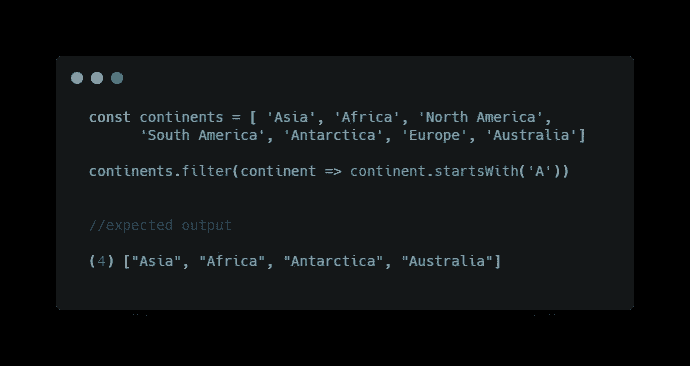 const continents = [ 'Asia', 'Africa', 'North America',
'South America', 'Antarctica', 'Europe', 'Australia']
continents.filter(continent => continent.startsWith('A'))
//expected output
(4) ["Asia", "Africa", "Antarctica", "Australia"]